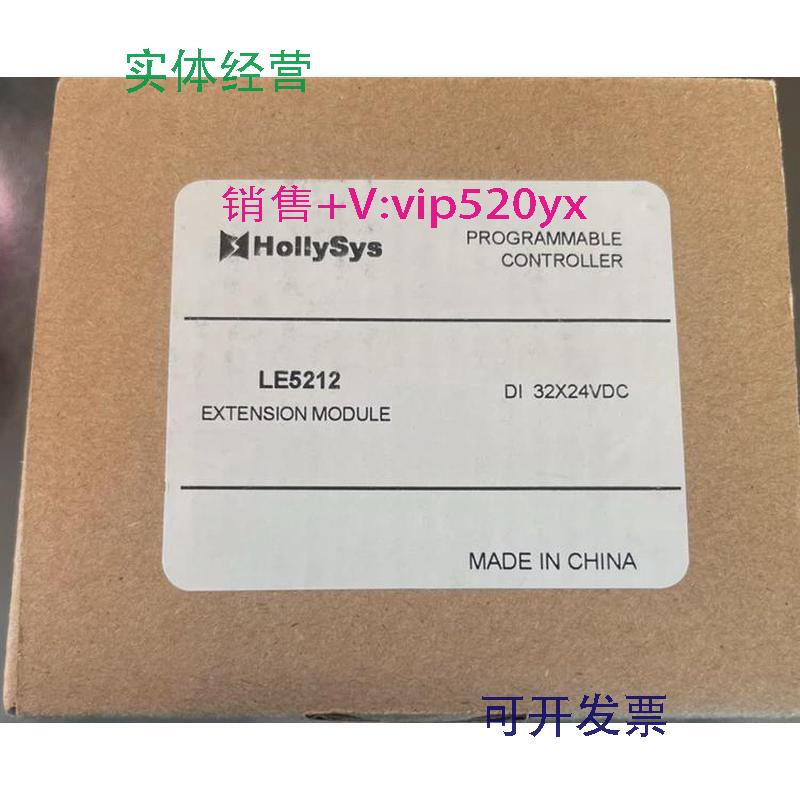 实体经营
销售+V:vip520yx
HollySys
PROGRAMMABLE
CONTROLLER
LE5212
EXTENSION MODULE
DI 32X24VDC
MADE IN CHINA
可开发票